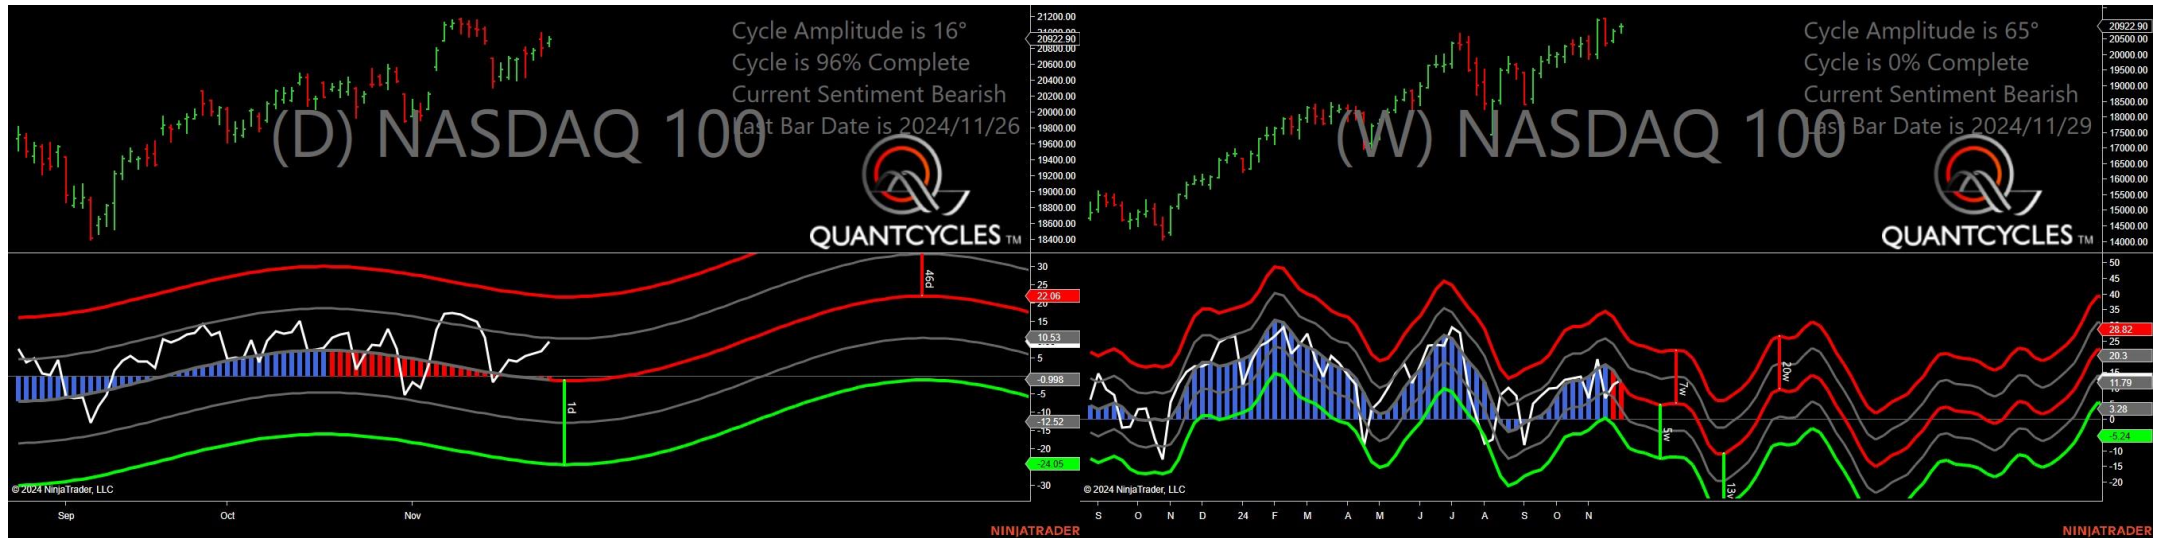 Cycle Amplitude is 16°
Cycle is 96% Complete
Current Sentiment Bearish
Last Bar Date is 2024/11/26
(D) NASDAQ 100
QUANTCYCLES TM
21200.00
20922.90
20800.00
20600.00
20400.00
20200.00
20000.00
19800.00
19600.00
19400.00
19200.00
19000.00
18800.00
18600.00
18400.00
46d
1d
30
25
22.06
20
15
10.53
5
-0.998
-5
-10
-12.52
-15
-20
-24.05
-30
© 2024 NinjaTrader, LLC
Sep Oct Nov
NINJATRADER
Cycle Amplitude is 65°
Cycle is 0% Complete
Current Sentiment Bearish
Last Bar Date is 2024/11/29
(W) NASDAQ 100
QUANTCYCLES TM
20922.90
20500.00
19500.00
19000.00
18500.00
18000.00
17500.00
17000.00
16500.00
16000.00
15500.00
15000.00
14500.00
14000.00
7w
20w
5w
50
45
40
35
28.82
25
20.3
15
11.79
3.28
0
-5.24
-10
-15
-20
© 2024 NinjaTrader, LLC
S O N D 24 F M A M J J A S O N
NINJATRADER